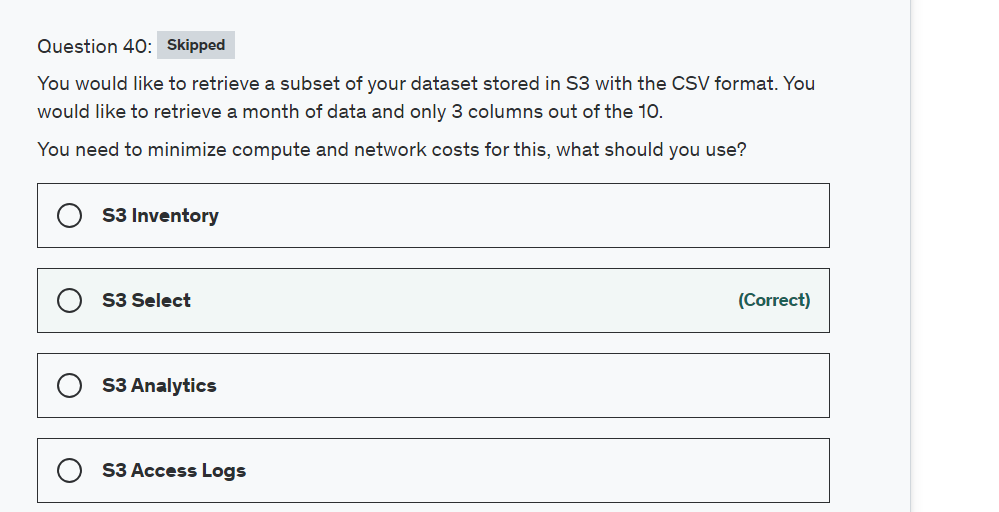 Question 40: Skipped
You would like to retrieve a subset of your dataset stored in S3 with the CSV format. You
would like to retrieve a month of data and only 3 columns out of the 10.
You need to minimize compute and network costs for this, what should you use?
S3 Inventory
S3 Select (Correct)
S3 Analytics
S3 Access Logs